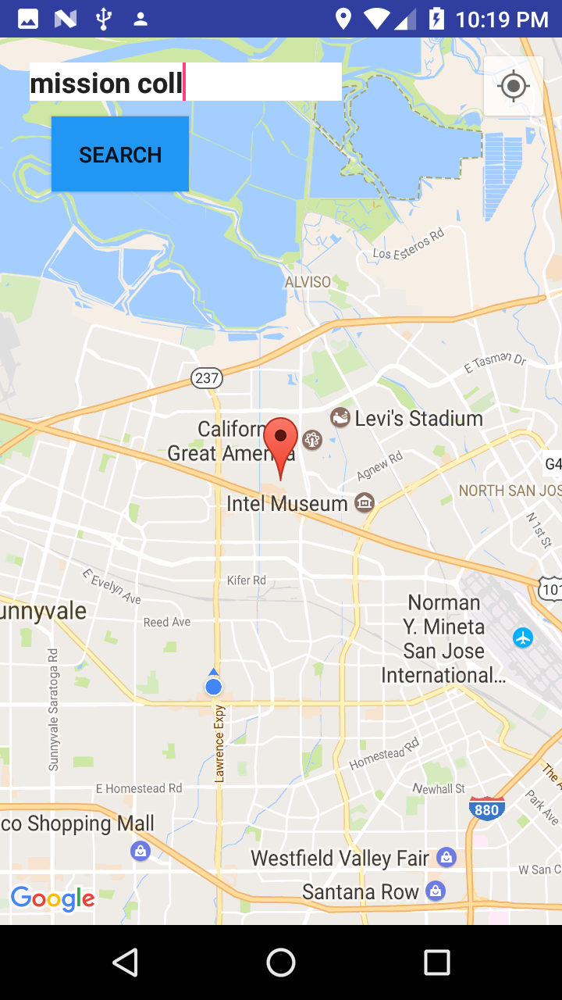 10:19 PM
mission coll
SEARCH
Los Esteros Rd
ALVISO
E Tasman Dr
237
Levi's Stadium
Californ
Great America
Agnew Rd
G4
NORTH SAN JOS
Intel Museum
N 1st St
Kifer Rd
101
E Evelyn Ave
unnyvale
Reed Ave
Norman
Y. Mineta
San Jose
International...
Sunnyvale Saratoga Rd
Lawrence Expy
Homestead Rd
The A
E Homestead Rd
Newhall St
880
Park Ave
co Shopping Mall
Westfield Valley Fair
W San C
Santana Row
Google